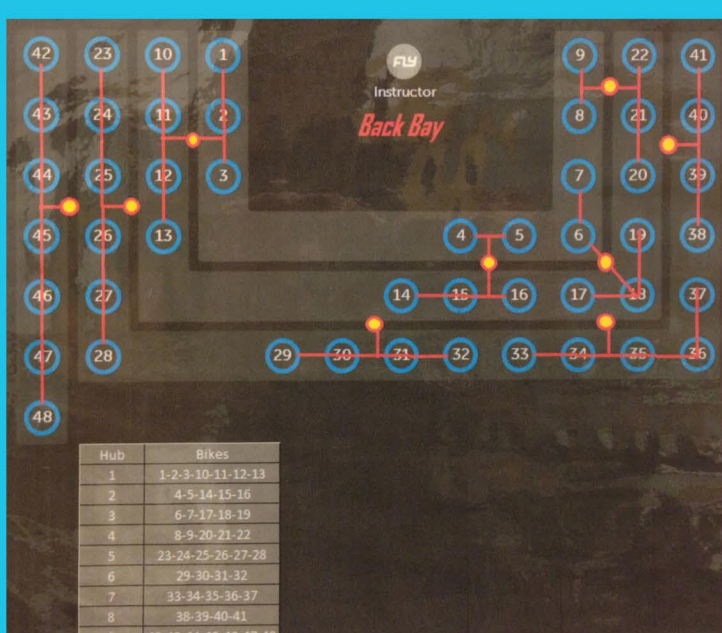 42 23 10 1 9 22 41
FLY
Instructor
Back Bay
43 24 11 2 8 21 40
44 25 12 3 7 20 39
45 26 13 4 5 6 19 38
46 27 14 15 16 17 18 37
47 28 29 30 31 32 33 34 35 36
48
Hub Bikes
1 1-2-3-10-11-12-13
2 4-5-14-15-16
3 6-7-17-18-19
4 8-9-20-21-22
5 23-24-25-26-27-28
6 29-30-31-32
7 33-34-35-36-37
8 38-39-40-41